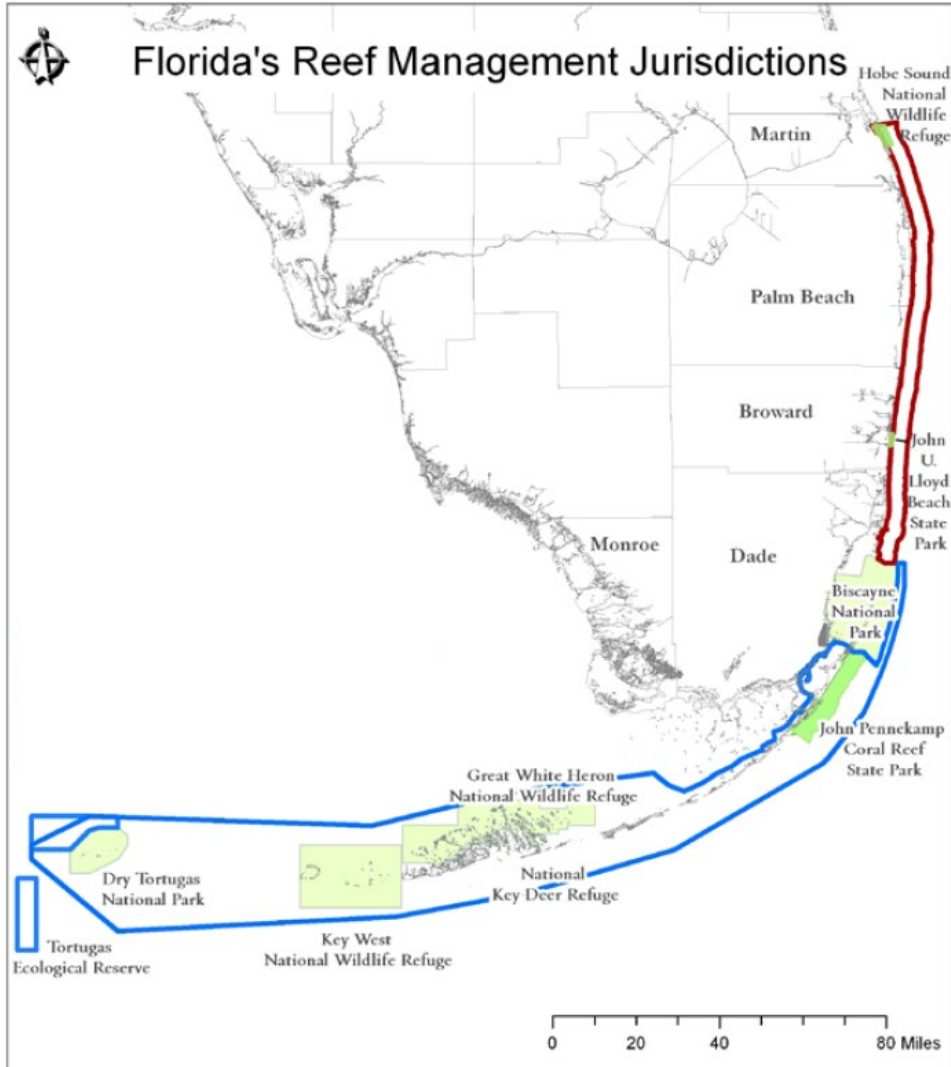 Florida's Reef Management Jurisdictions
Hobe Sound
National
Wildlife
Refuge
Martin
Palm Beach
Broward
John
U.
Lloyd
Beach
State
Park
Monroe
Dade
Biscayne
National
Park
John Pennekamp
Coral Reef
State Park
Great White Heron
National Wildlife Refuge
National
Key Deer Refuge
Dry Tortugas
National Park
Key West
National Wildlife Refuge
Tortugas
Ecological Reserve
0 20 40 80 Miles